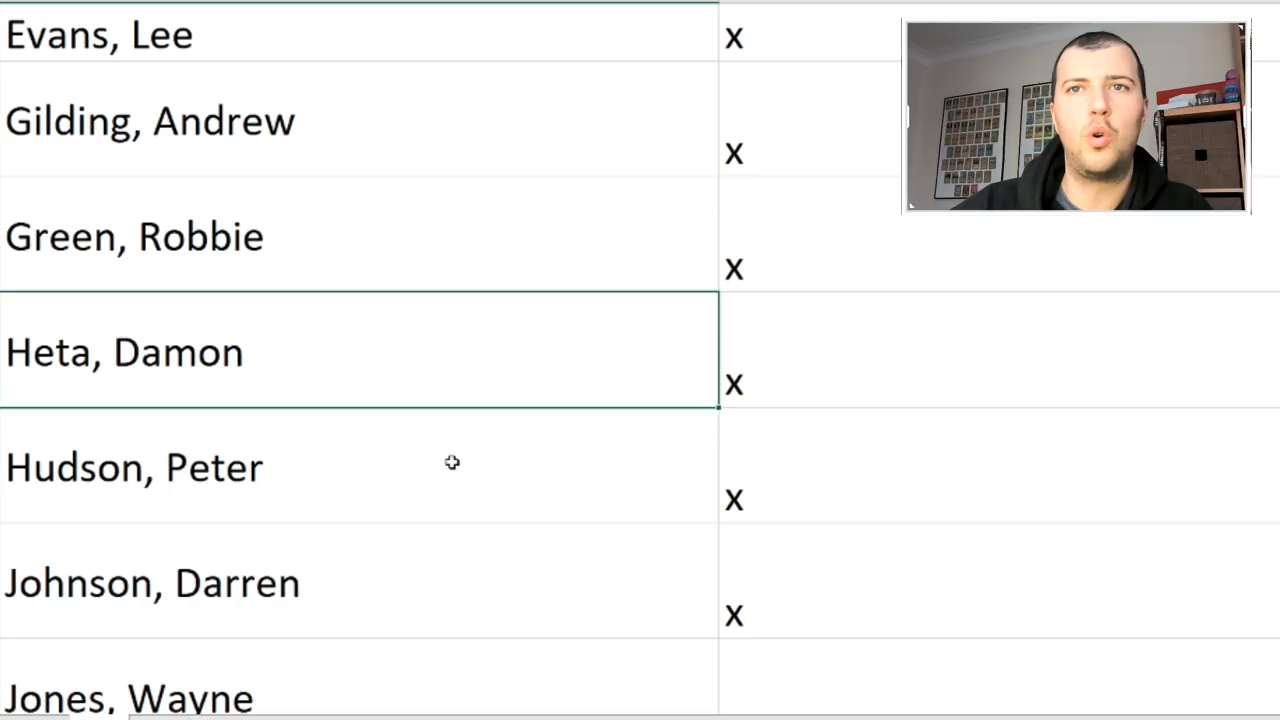 Evans, Lee x
Gilding, Andrew x
Green, Robbie x
Heta, Damon x
Hudson, Peter x
Johnson, Darren x
Jones, Wayne